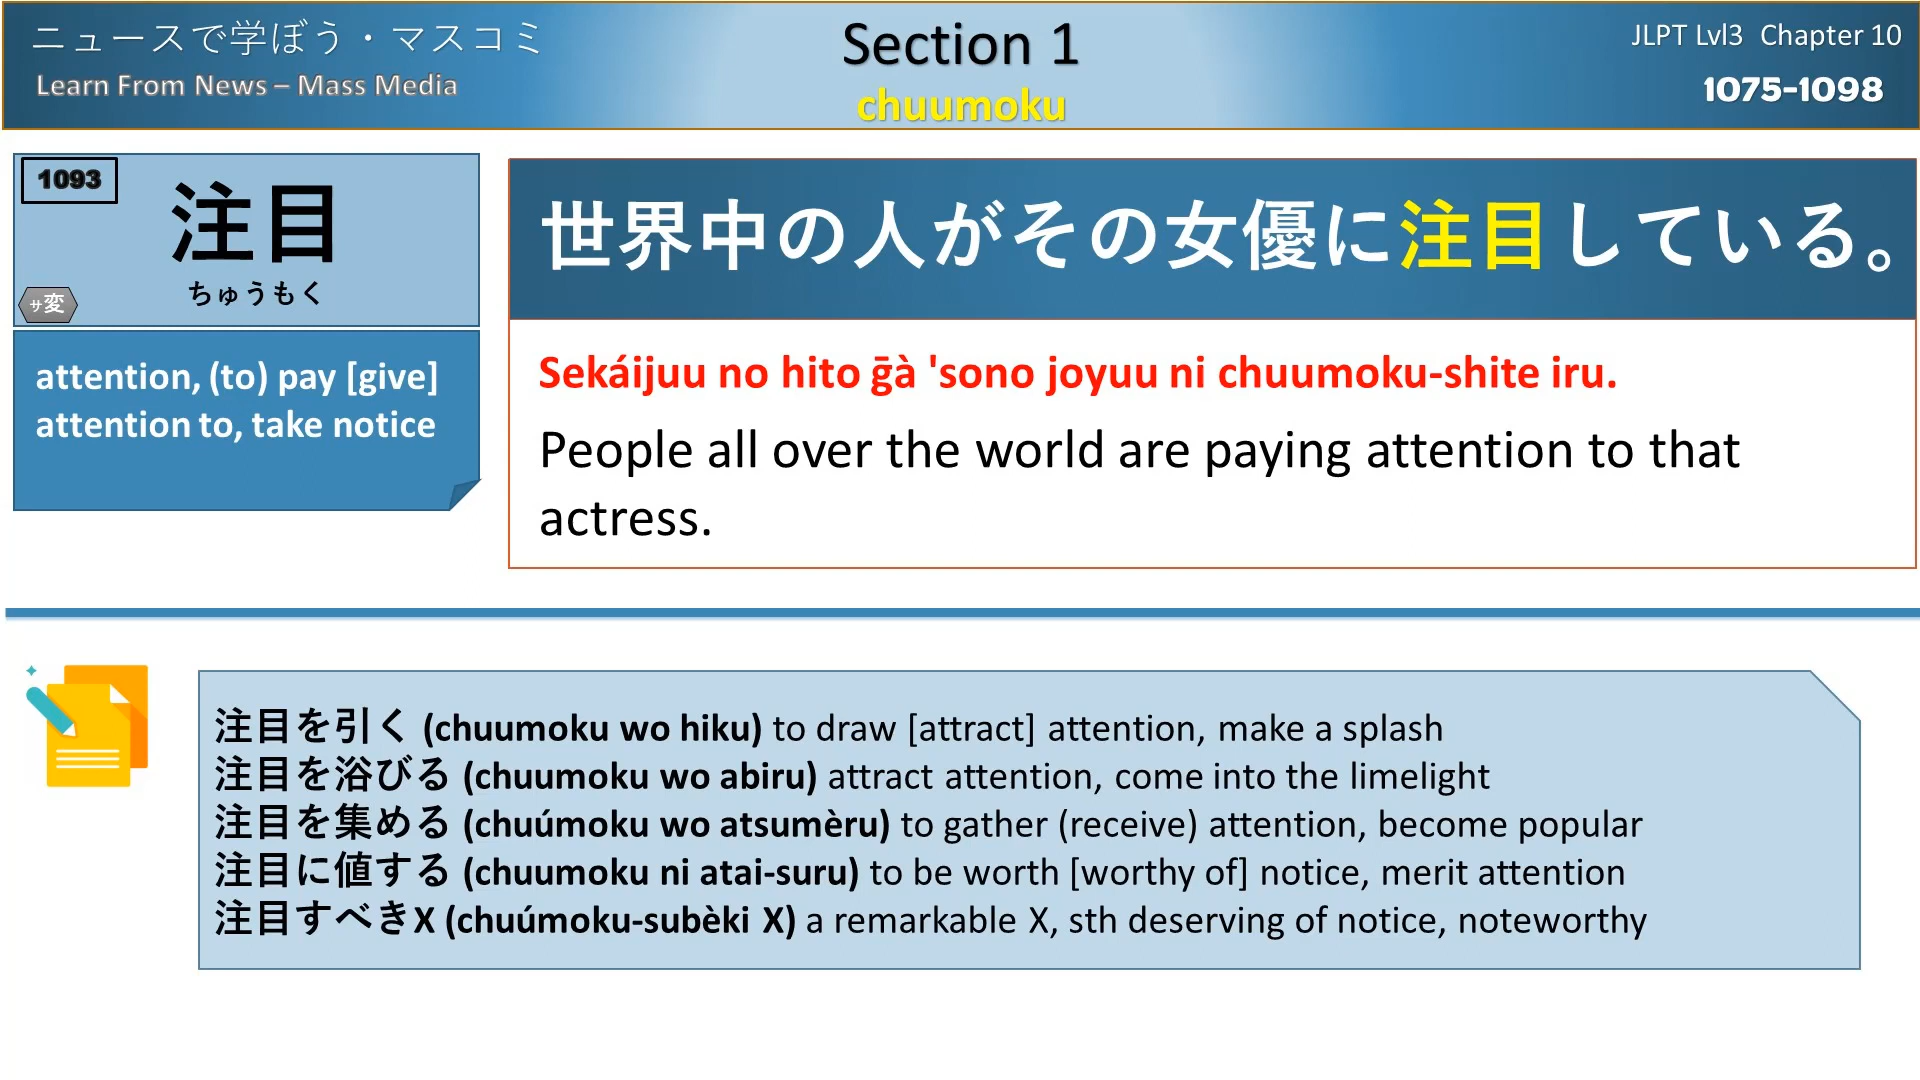 ニュースで学ぼう・マスコミ
Learn From News – Mass Media
Section 1
chuumoku
JLPT Lvl3 Chapter 10
1075-1098
1093
注目
ちゅうもく
サ変
attention, (to) pay [give]
attention to, take notice
世界中の人がその女優に注目している。
Sekáijuu no hito ḡà 'sono joyuu ni chuumoku-shite iru.
People all over the world are paying attention to that
actress.
注目を引く (chuumoku wo hiku) to draw [attract] attention, make a splash
注目を浴びる (chuumoku wo abiru) attract attention, come into the limelight
注目を集める (chuúmoku wo atsumèru) to gather (receive) attention, become popular
注目に値する (chuumoku ni atai-suru) to be worth [worthy of] notice, merit attention
注目すべきX (chuúmoku-subèki X) a remarkable X, sth deserving of notice, noteworthy